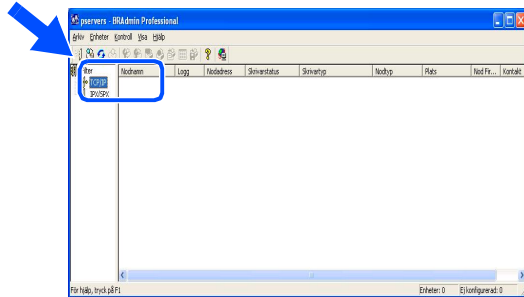 pservers - BRAdmin Professional
Arkiv Enheter Kontroll Visa Hjälp
Filter Nodnamn Logg Nodadress Skrivarstatus Skrivartyp Nodtyp Plats Nod Fir... Kontakt
TCP/IP
IPX/SPX
För hjälp, tryck på F1 Enheter: 0 Ej konfigurerad: 0